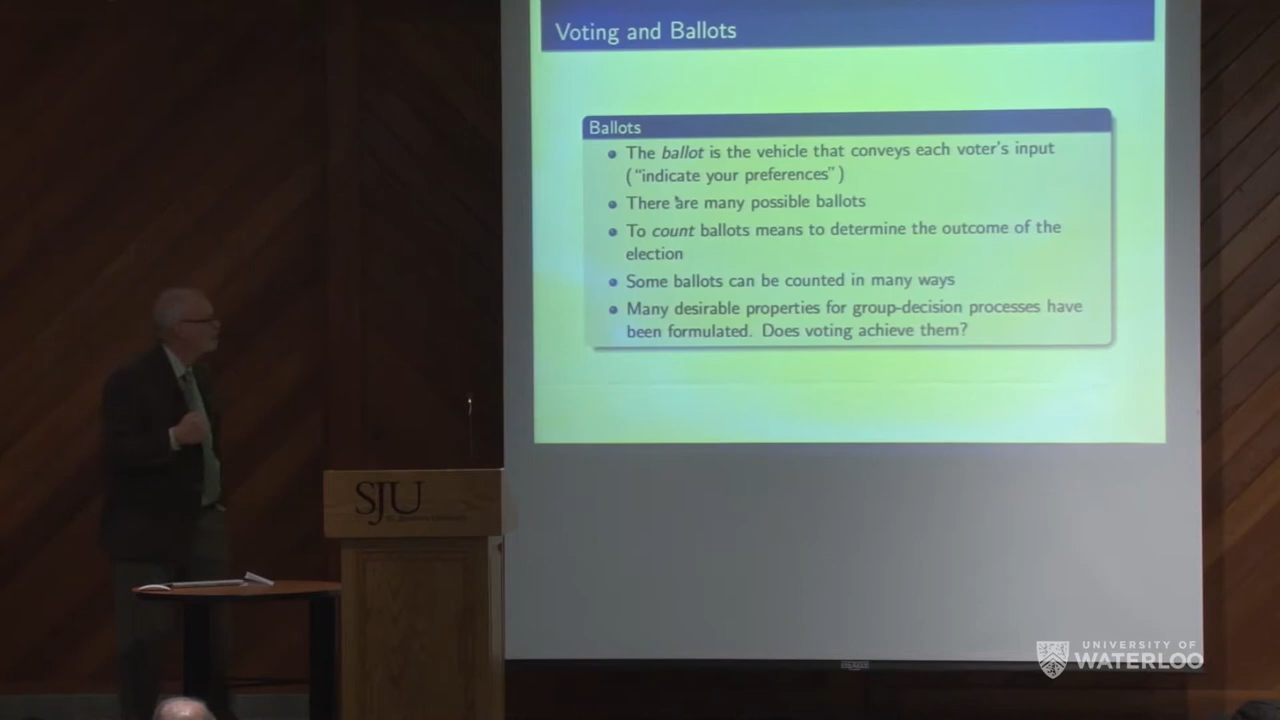 Voting and Ballots
Ballots
The ballot is the vehicle that conveys each voter's input
("indicate your preferences")
There are many possible ballots
To count ballots means to determine the outcome of the
election
Some ballots can be counted in many ways
Many desirable properties for group-decision processes have
been formulated. Does voting achieve them?
SJU
UNIVERSITY OF
WATERLOO